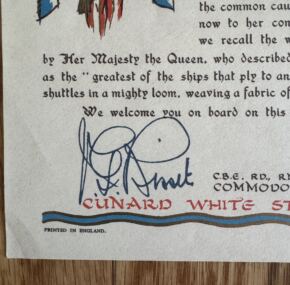 the common cau
now to her con
we recall the w
by Her Majesty the Queen, who described
as the "greatest of the ships that ply to an
shuttles in a mighty loom, weaving a fabric of
We welcome you on board on this
C.B.E. RD., R
COMMODO
CUNARD WHITE ST
PRINTED IN ENGLAND.